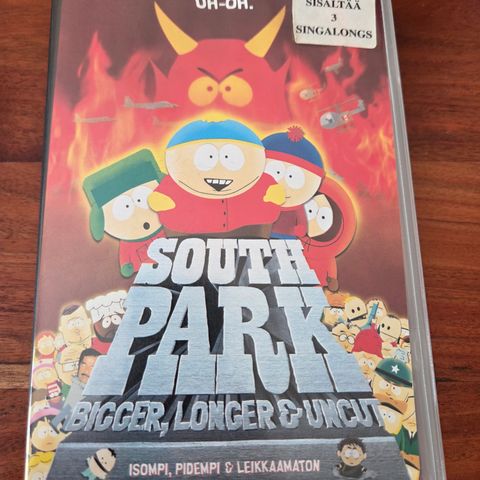 UH-OH.
SISÄLTÄÄ
3
SINGALONGS
SOUTH
PARK
BIGGER, LONGER & UNCUT
ISOMPI, PIDEMPI & LEIKKAAMATON